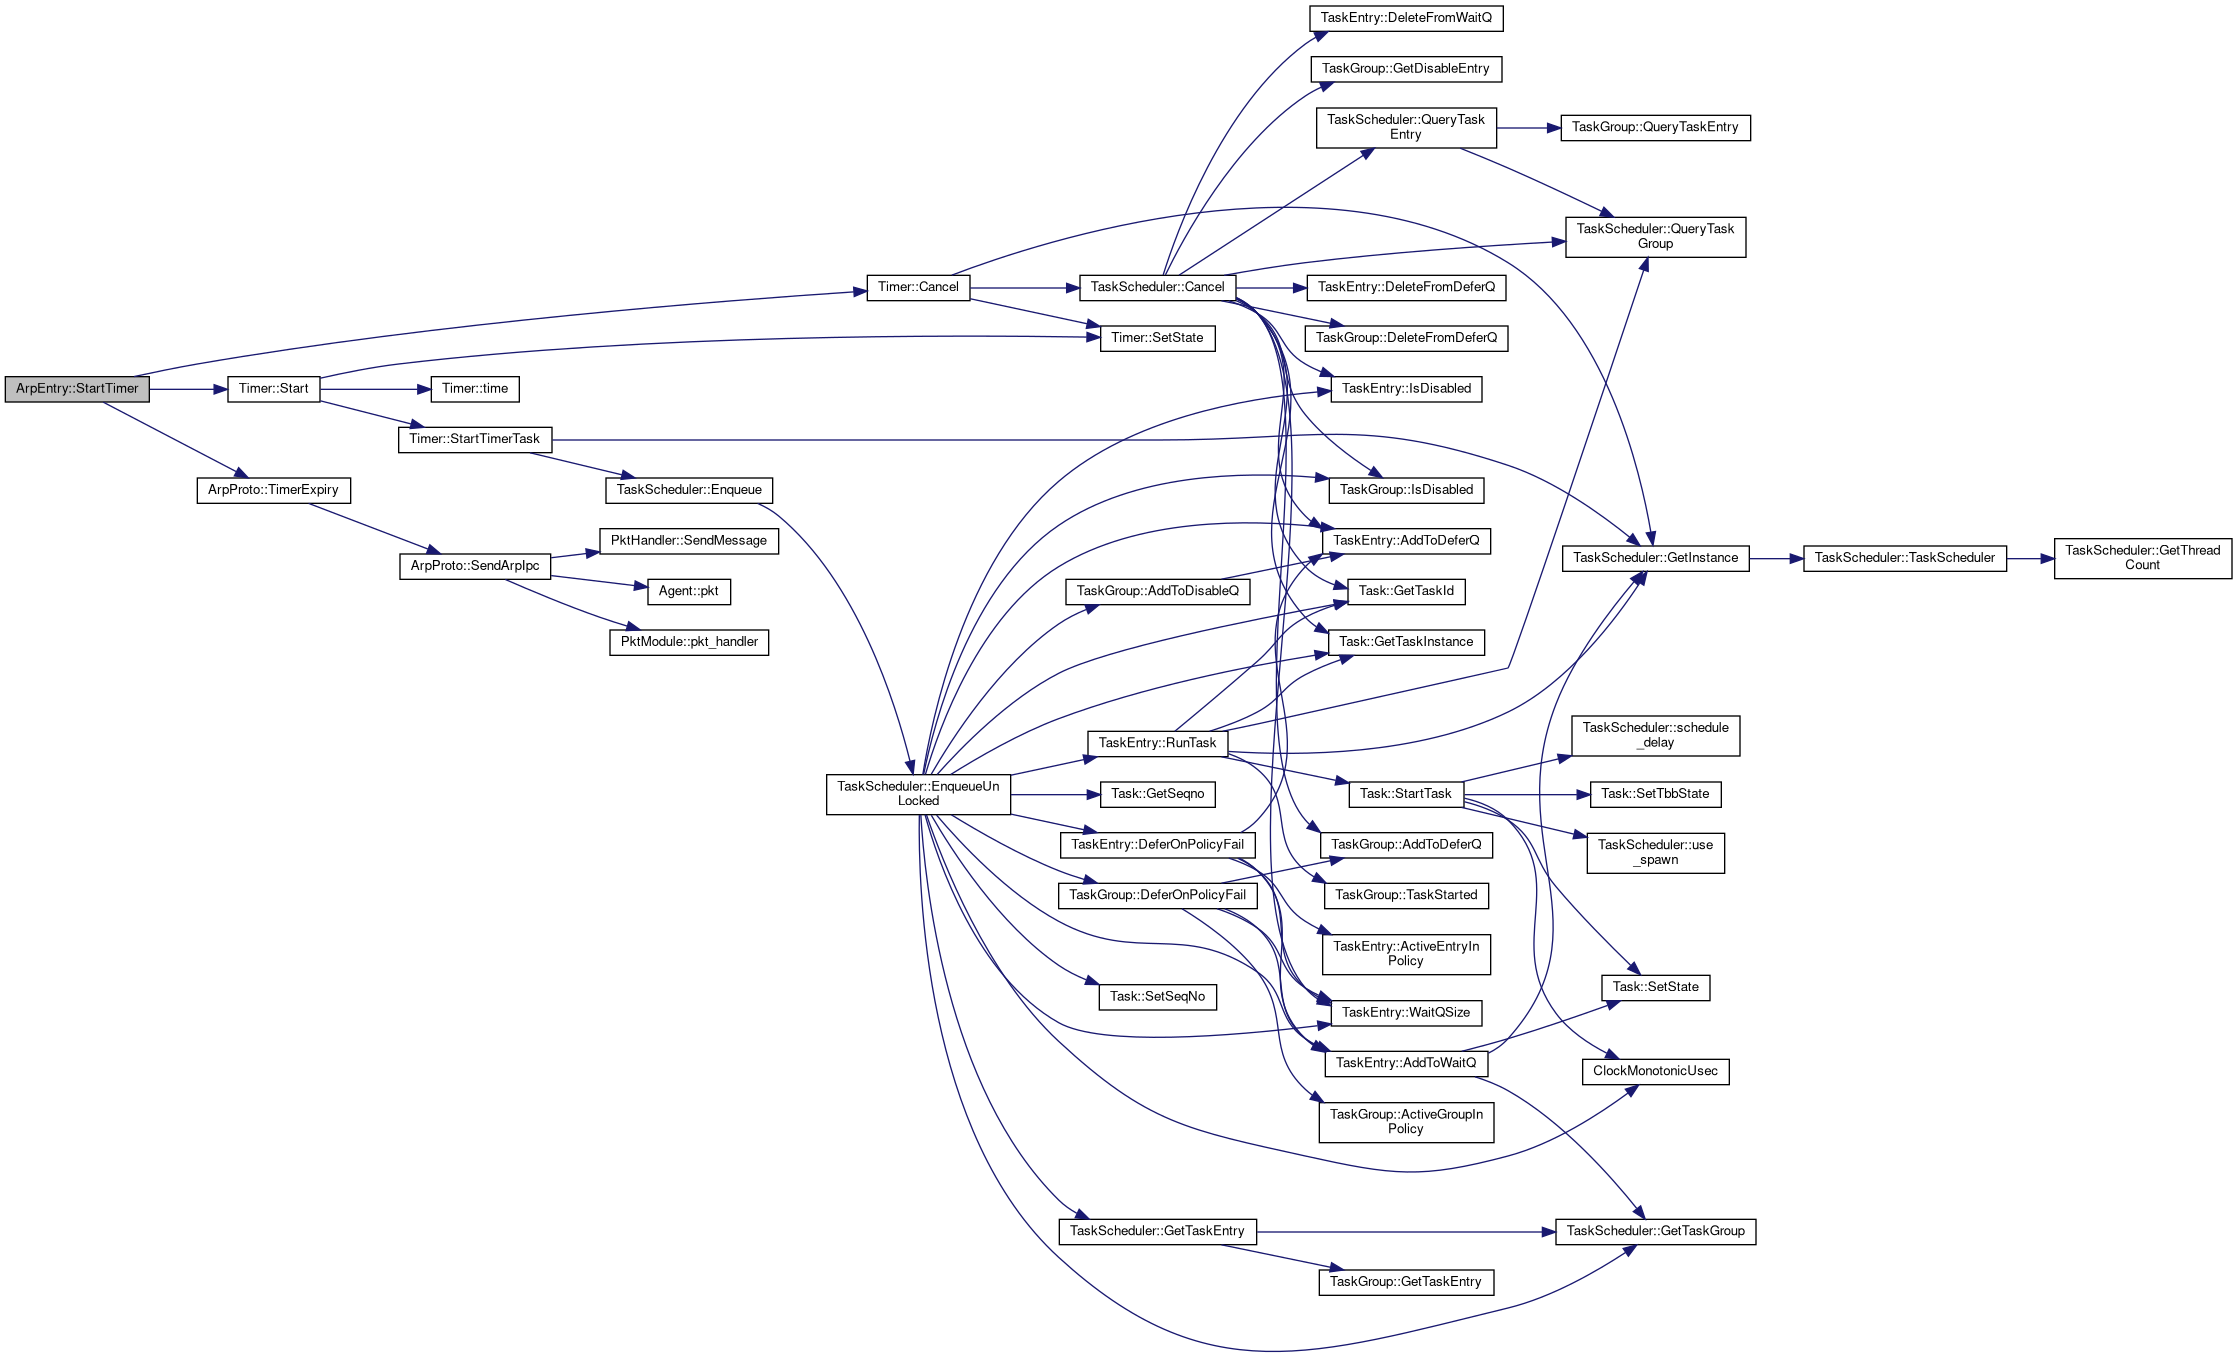 TaskEntry::DeleteFromWaitQ
TaskGroup::GetDisableEntry
TaskScheduler::QueryTask
Entry
TaskGroup::QueryTaskEntry
TaskScheduler::QueryTask
Group
Timer::Cancel
TaskScheduler::Cancel
TaskEntry::DeleteFromDeferQ
Timer::SetState
TaskGroup::DeleteFromDeferQ
ArpEntry::StartTimer
Timer::Start
Timer::time
TaskEntry::IsDisabled
Timer::StartTimerTask
ArpProto::TimerExpiry
TaskScheduler::Enqueue
TaskGroup::IsDisabled
PktHandler::SendMessage
TaskEntry::AddToDeferQ
ArpProto::SendArpIpc
TaskScheduler::GetInstance
TaskScheduler::TaskScheduler
TaskScheduler::GetThread
Count
Agent::pkt
TaskGroup::AddToDisableQ
Task::GetTaskId
PktModule::pkt_handler
Task::GetTaskInstance
TaskEntry::RunTask
TaskScheduler::schedule
_delay
TaskScheduler::EnqueueUn
Locked
Task::GetSeqno
Task::StartTask
Task::SetTbbState
TaskEntry::DeferOnPolicyFail
TaskGroup::AddToDeferQ
TaskScheduler::use
_spawn
TaskGroup::DeferOnPolicyFail
TaskGroup::TaskStarted
TaskEntry::ActiveEntryIn
Policy
Task::SetSeqNo
TaskEntry::WaitQSize
Task::SetState
TaskEntry::AddToWaitQ
ClockMonotonicUsec
TaskGroup::ActiveGroupIn
Policy
TaskScheduler::GetTaskEntry
TaskScheduler::GetTaskGroup
TaskGroup::GetTaskEntry